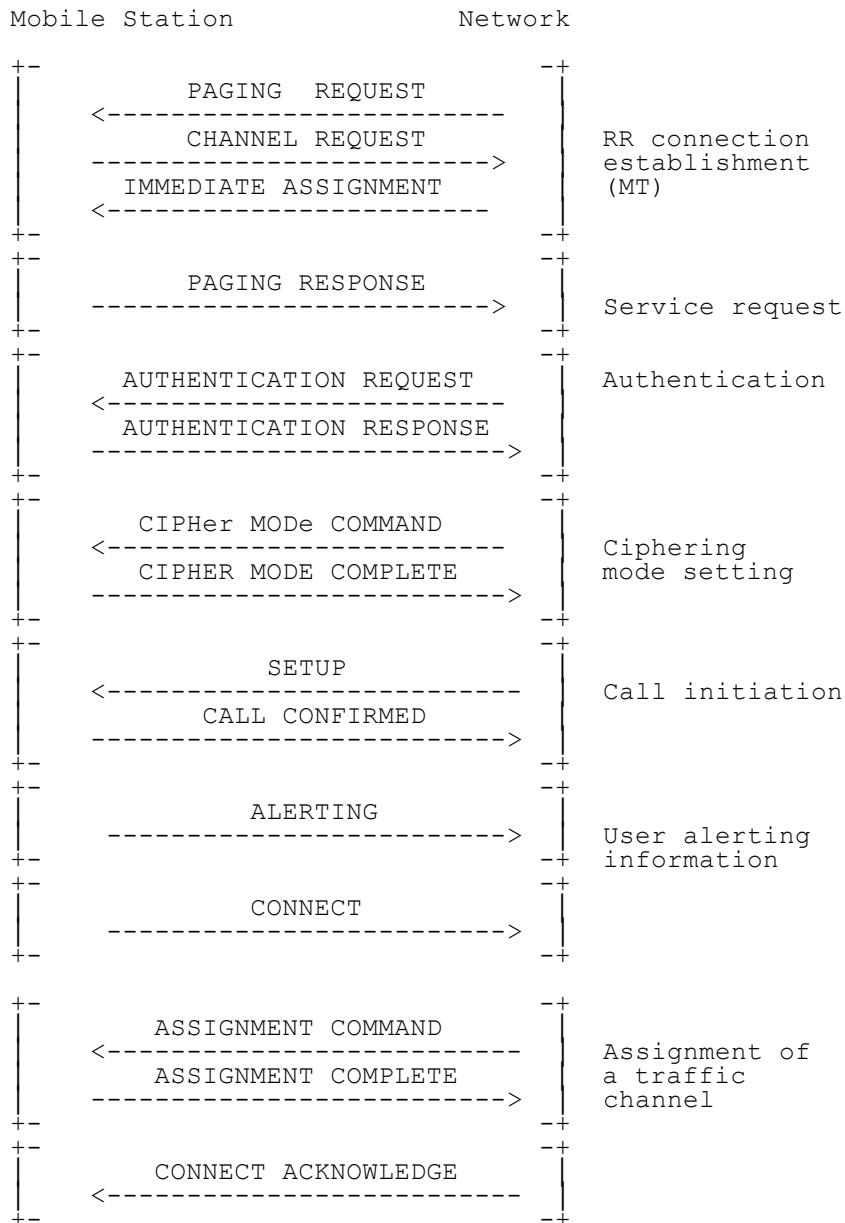 Mobile Station Network
PAGING REQUEST
CHANNEL REQUEST
RR connection
establishment
IMMEDIATE ASSIGNMENT
(MT)
PAGING RESPONSE
Service request
AUTHENTICATION REQUEST
Authentication
AUTHENTICATION RESPONSE
CIPHer MODe COMMAND
Ciphering
CIPHER MODE COMPLETE
mode setting
SETUP
Call initiation
CALL CONFIRMED
ALERTING
User alerting
information
CONNECT
ASSIGNMENT COMMAND
Assignment of
ASSIGNMENT COMPLETE
a traffic
channel
CONNECT ACKNOWLEDGE